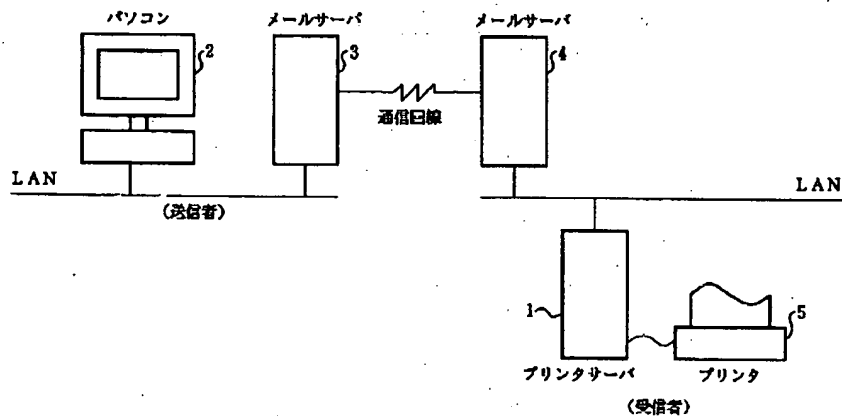 パソコン
2
メールサーバ
3
メールサーバ
4
通信回線
LAN
(送信者)
LAN
1
プリンタサーバ
5
プリンタ
(受信者)